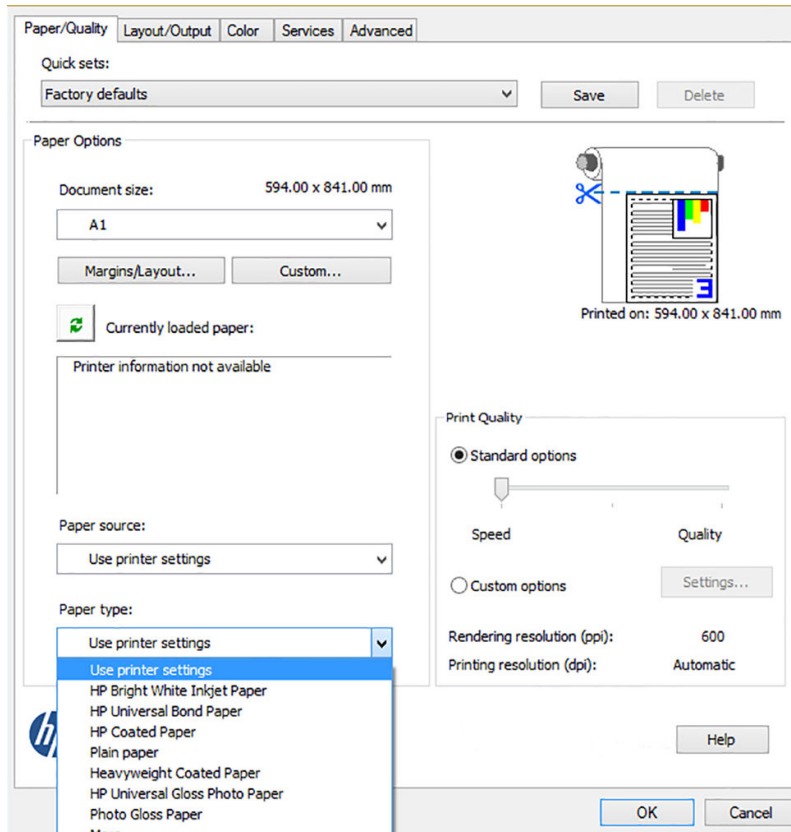 Paper/Quality Layout/Output Color Services Advanced
Quick sets:
Factory defaults
Save
Delete
Paper Options
Document size:
594.00 x 841.00 mm
A1
Margins/Layout...
Custom...
Currently loaded paper:
Printer information not available
Paper source:
Use printer settings
Paper type:
Use printer settings
Use printer settings
HP Bright White Inkjet Paper
HP Universal Bond Paper
HP Coated Paper
Plain paper
Heavyweight Coated Paper
HP Universal Gloss Photo Paper
Photo Gloss Paper
Printed on: 594.00 x 841.00 mm
Print Quality
Standard options
Speed
Quality
Custom options
Settings...
Rendering resolution (ppi):
600
Printing resolution (dpi):
Automatic
hp
Help
OK
Cancel